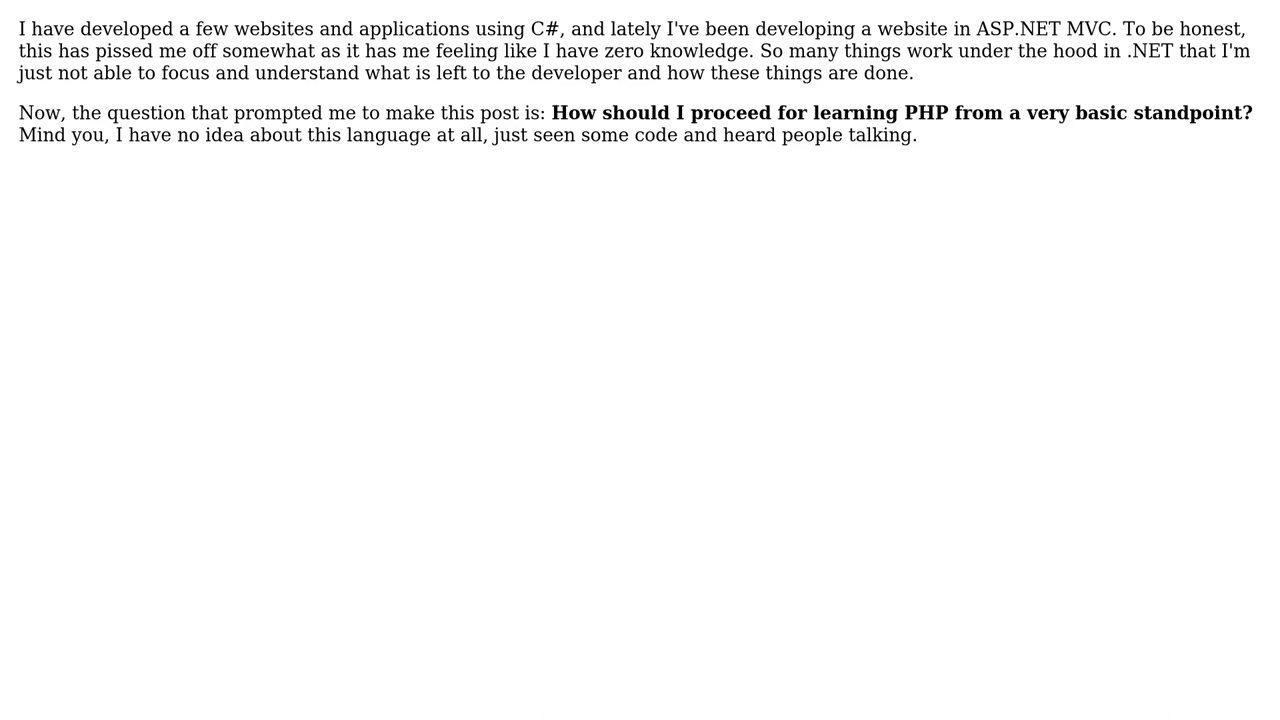 I have developed a few websites and applications using C#, and lately I've been developing a website in ASP.NET MVC. To be honest,
this has pissed me off somewhat as it has me feeling like I have zero knowledge. So many things work under the hood in .NET that I'm
just not able to focus and understand what is left to the developer and how these things are done.
Now, the question that prompted me to make this post is: How should I proceed for learning PHP from a very basic standpoint?
Mind you, I have no idea about this language at all, just seen some code and heard people talking.